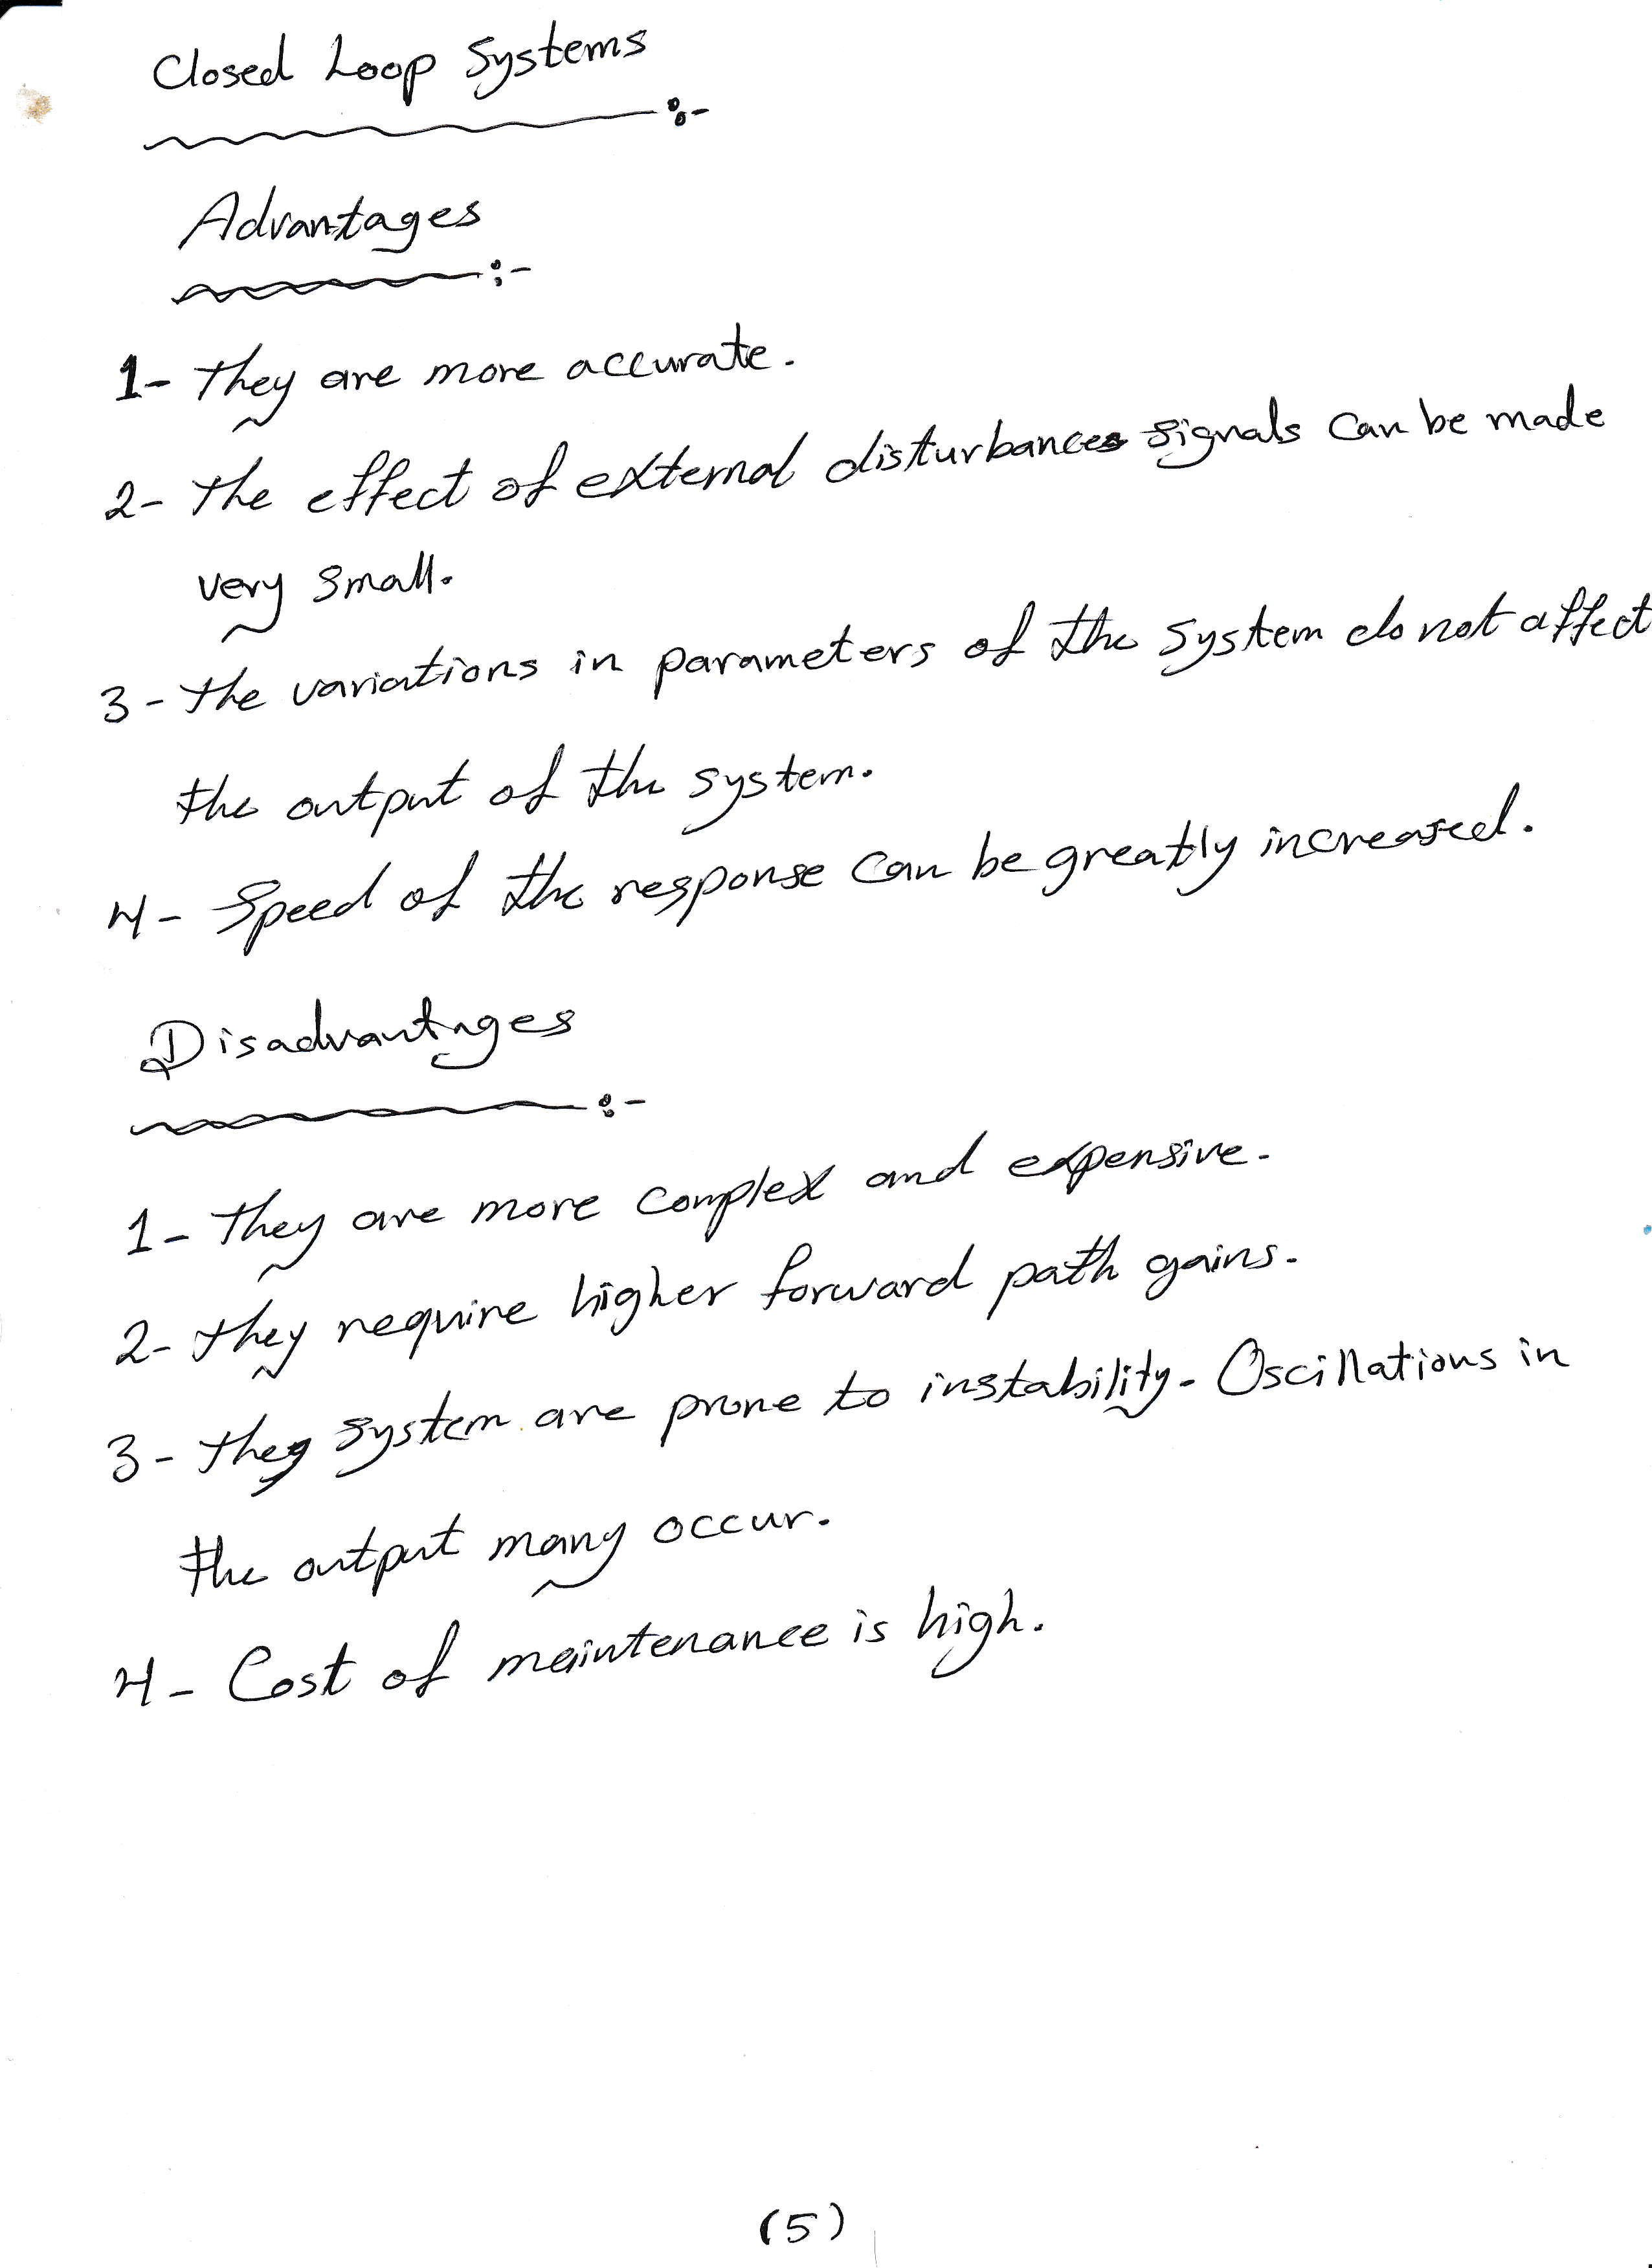 Closed Loop Systems
:-
Advantages
:-
1- They are more accurate.
2- The effect of external disturbances signals can be made
very small.
3- The variations in parameters of the system do not affect
the output of the system.
4- Speed of the response can be greatly increased.
Disadvantages
:-
1- They are more complex and expensive.
2- They require higher forward path gains.
3- They system are prone to instability. Oscillations in
the output many occur.
4- Cost of maintenance is high.
(5)